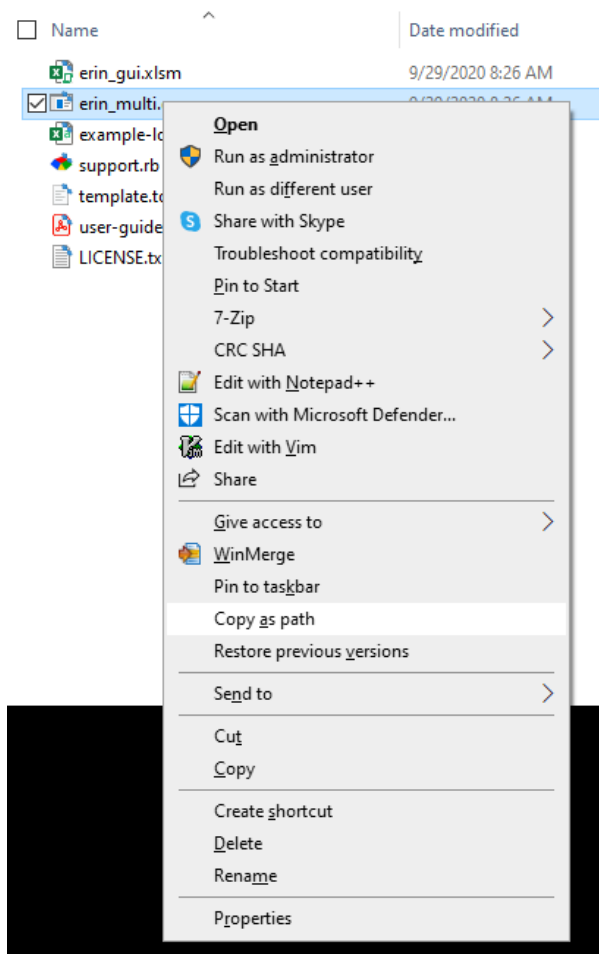 Name
Date modified
erin_gui.xlsm
9/29/2020 8:26 AM
erin_multi.
example-lo
support.rb
template.to
user-guide
LICENSE.tx
Open
Run as administrator
Run as different user
Share with Skype
Troubleshoot compatibility
Pin to Start
7-Zip
CRC SHA
Edit with Notepad++
Scan with Microsoft Defender...
Edit with Vim
Share
Give access to
WinMerge
Pin to taskbar
Copy as path
Restore previous versions
Send to
Cut
Copy
Create shortcut
Delete
Rename
Properties